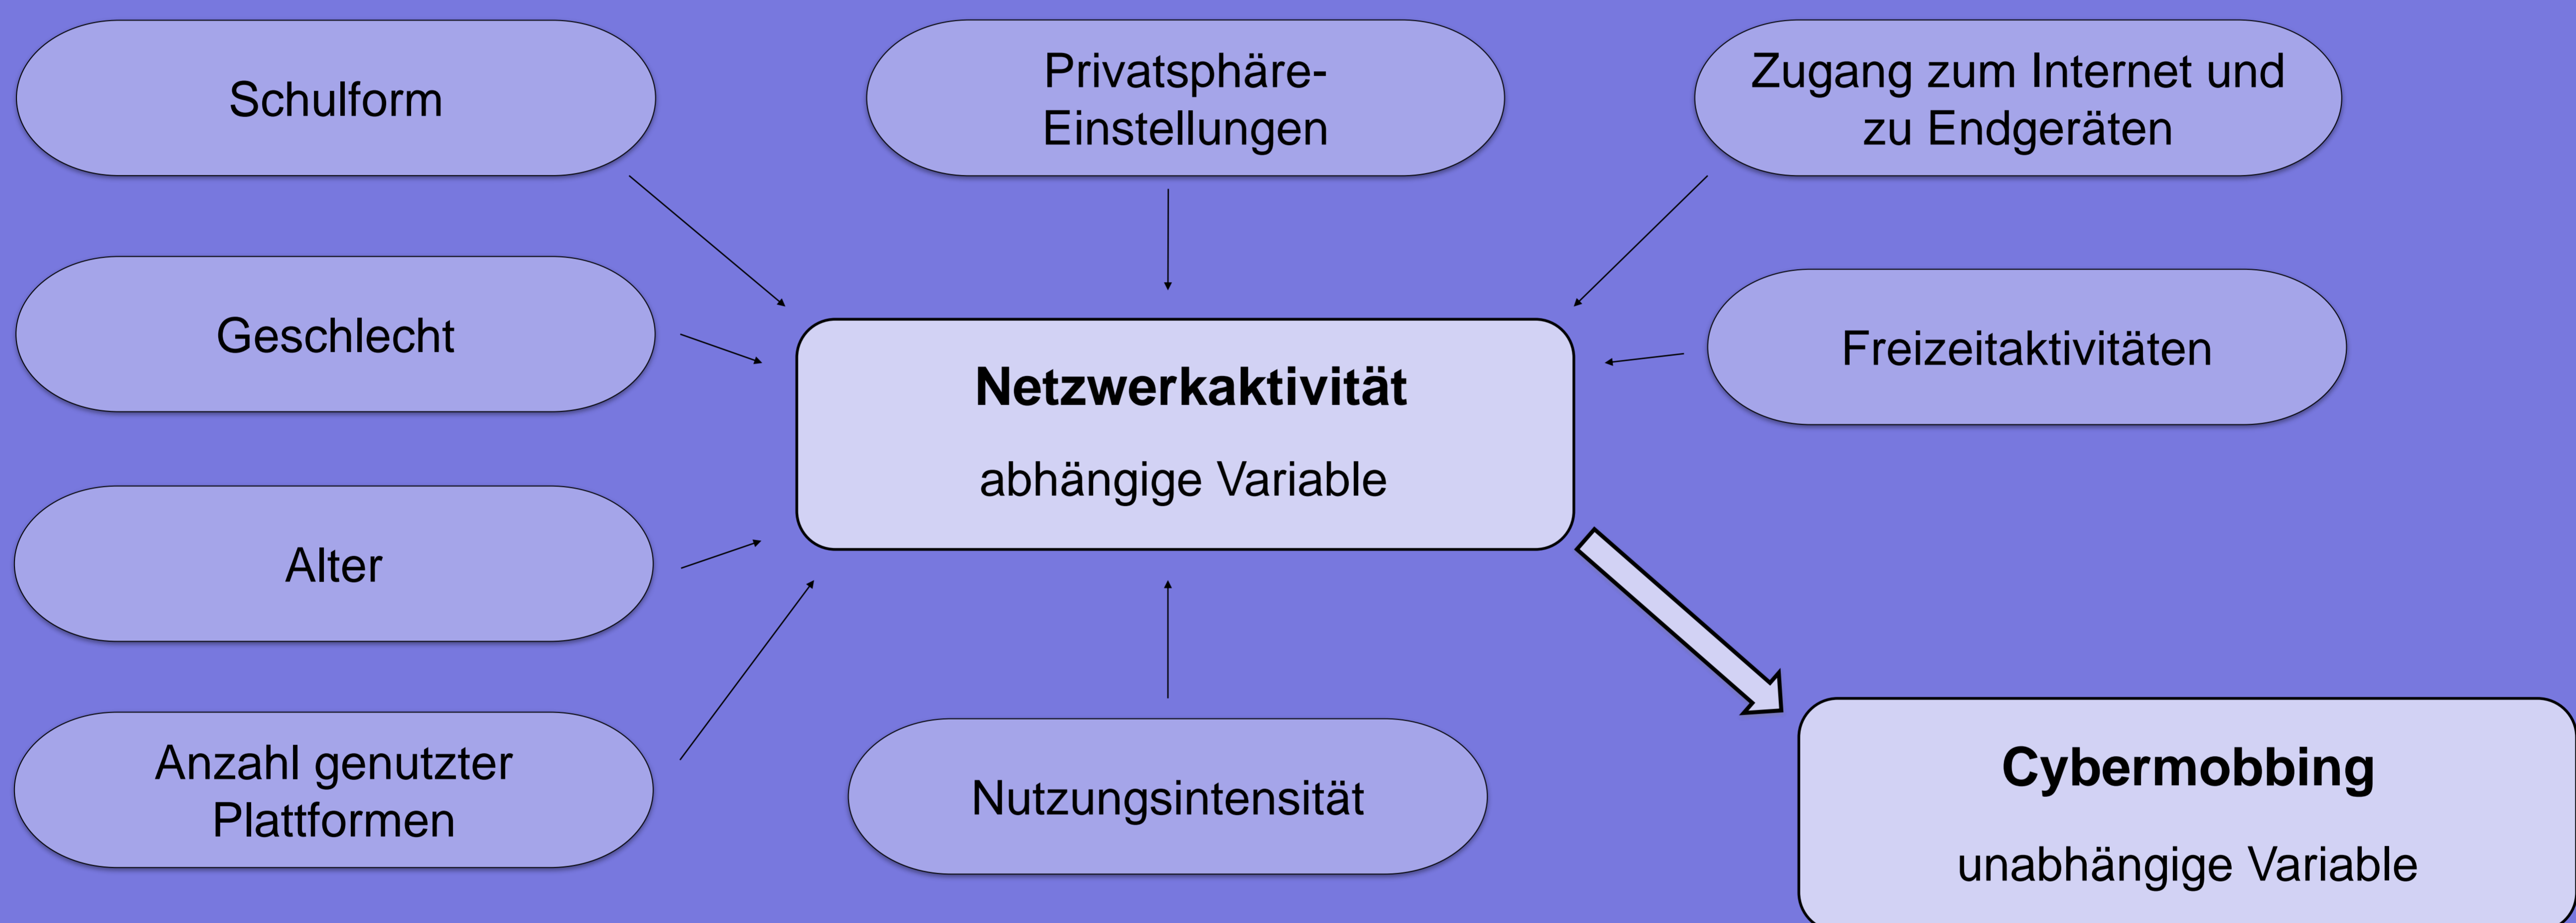 Schulform
Privatsphäre-
Einstellungen
Zugang zum Internet und
zu Endgeräten
Geschlecht
Netzwerkaktivität
abhängige Variable
Freizeitaktivitäten
Alter
Anzahl genutzter
Plattformen
Nutzungsintensität
Cybermobbing
unabhängige Variable